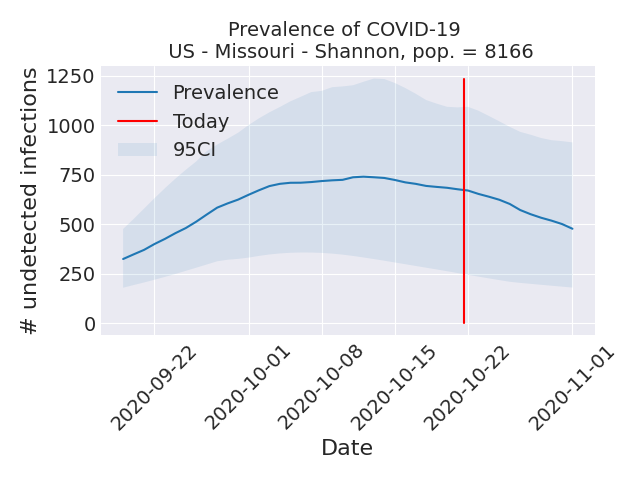 Prevalence of COVID-19
US - Missouri - Shannon, pop. = 8166
# undetected infections
1250
1000
750
500
250
0
Prevalence
Today
95CI
2020-09-22
2020-10-01
2020-10-08
2020-10-15
2020-10-22
2020-11-01
Date